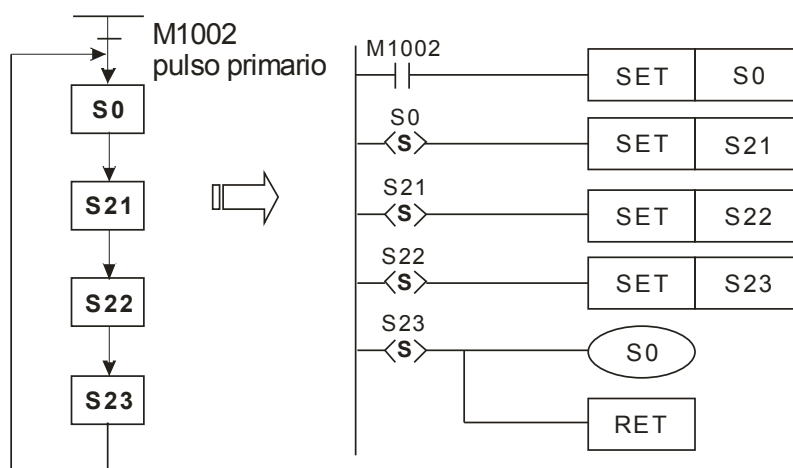 M1002
pulso primario
S0
S21
S22
S23
M1002
SET S0
S0
S
SET S21
S21
S
SET S22
S22
S
SET S23
S23
S
S0
RET